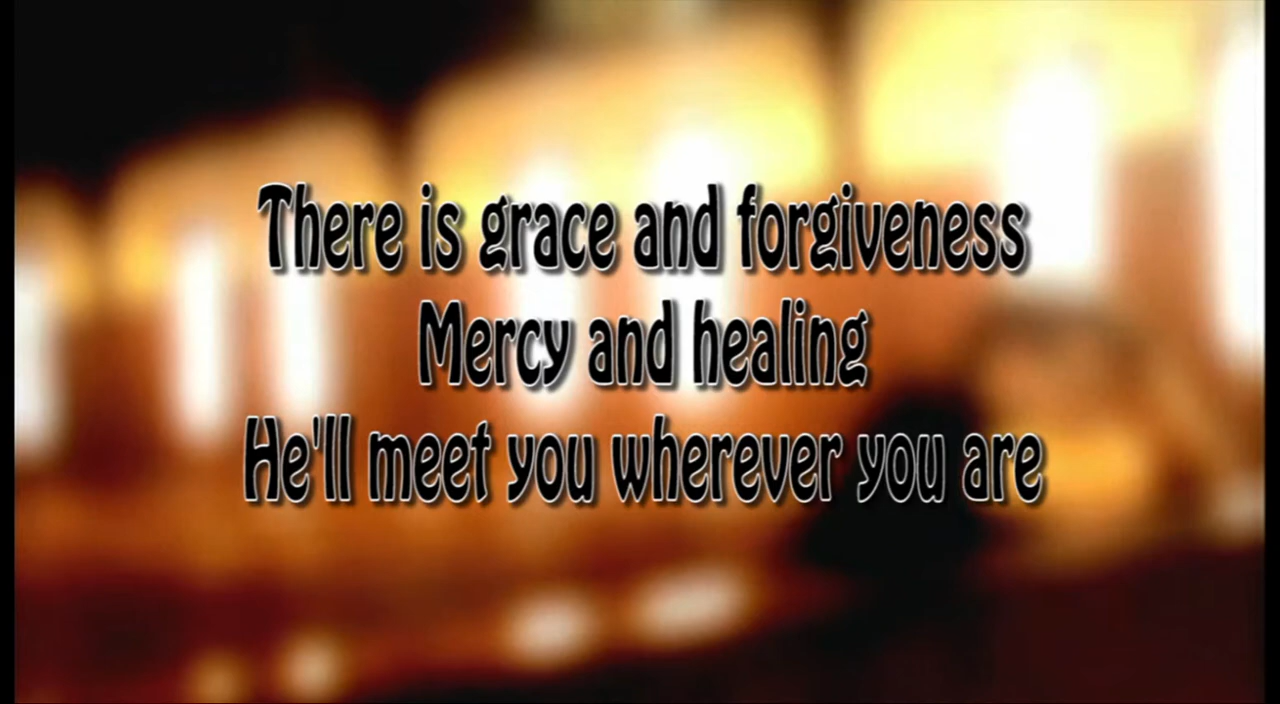 There is grace and forgiveness
Mercy and healing
He'll meet you wherever you are